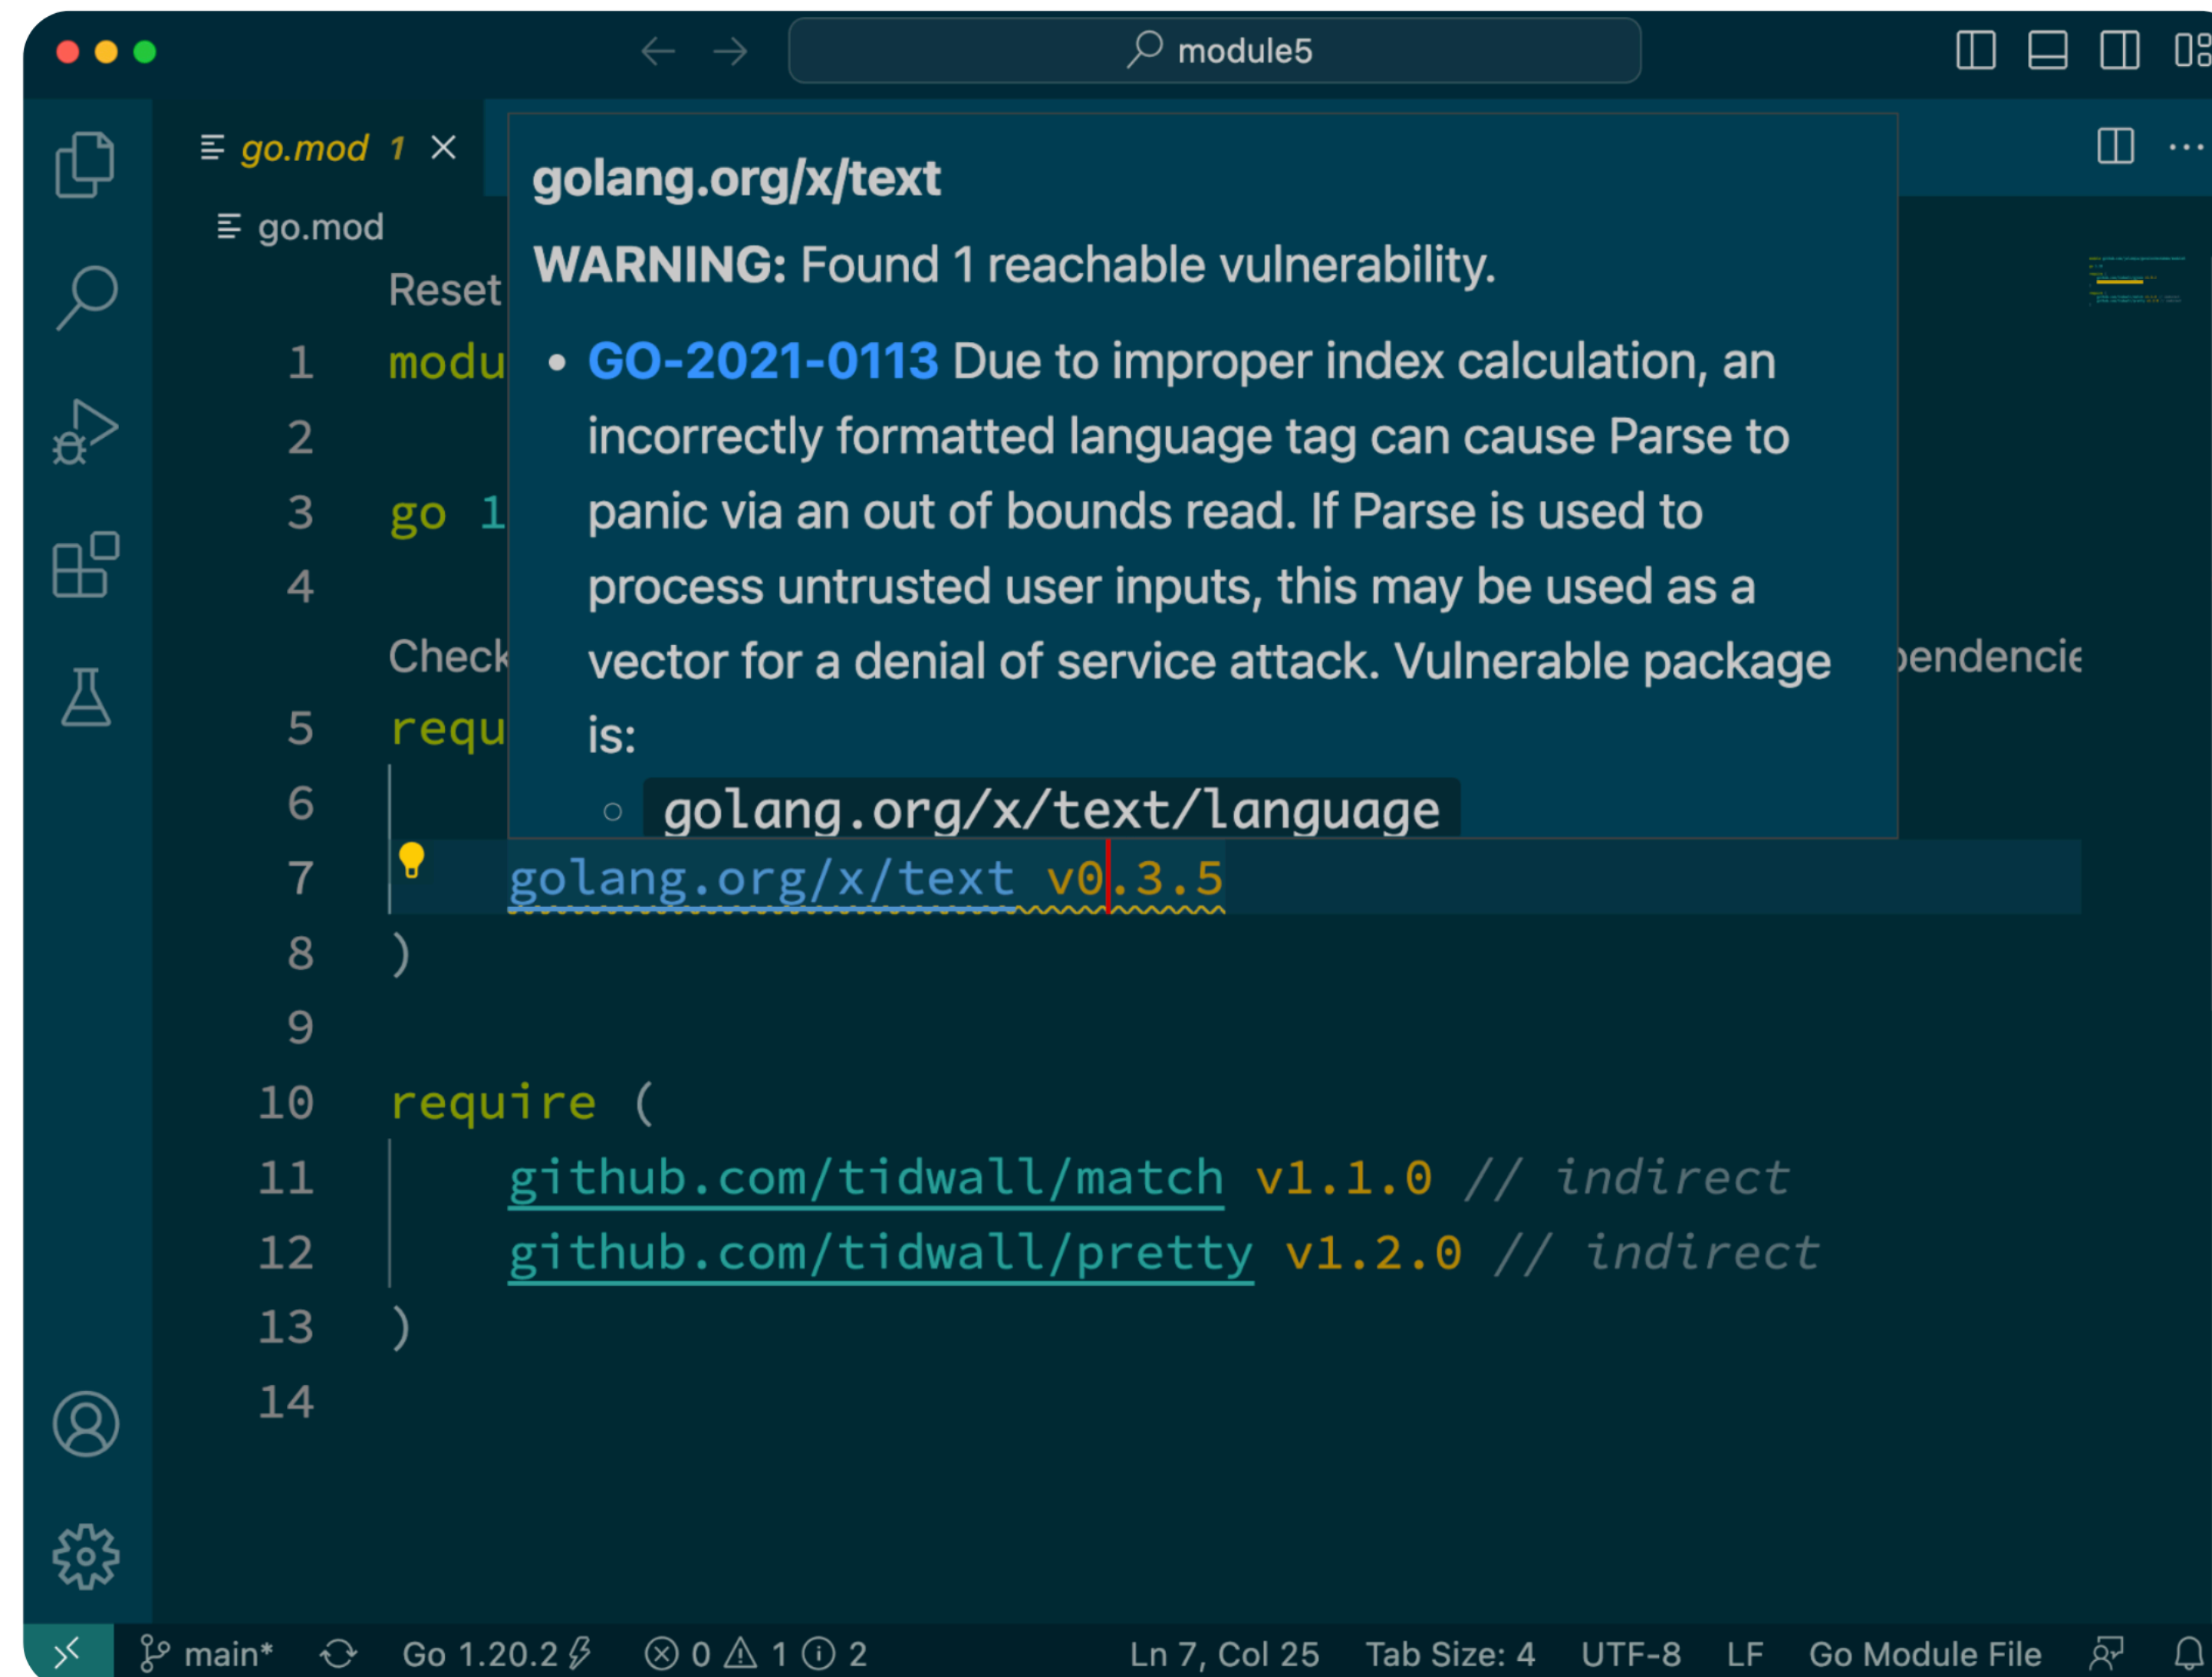 module5
go.mod 1
golang.org/x/text
go.mod
WARNING: Found 1 reachable vulnerability.
Reset
• GO-2021-0113 Due to improper index calculation, an
incorrectly formatted language tag can cause Parse to
panic via an out of bounds read. If Parse is used to
process untrusted user inputs, this may be used as a
vector for a denial of service attack. Vulnerable package
is:
○ golang.org/x/text/language
1 modu
2
3 go 1
4
Check pendencie
5 requ
6
7 golang.org/x/text v0.3.5
8 )
9
10 require (
11 github.com/tidwall/match v1.1.0 // indirect
12 github.com/tidwall/pretty v1.2.0 // indirect
13 )
14
main* Go 1.20.2 0 1 2 Ln 7, Col 25 Tab Size: 4 UTF-8 LF Go Module File